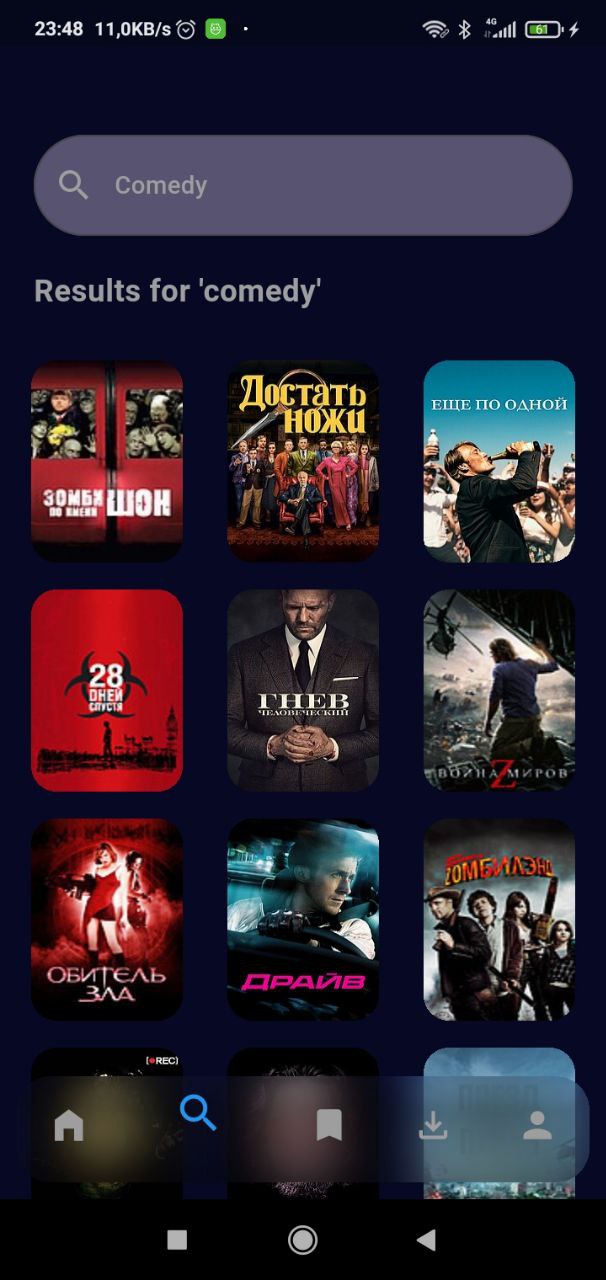 23:48 11,0KB/s
4G
61
Comedy
Results for 'comedy'
ЗОМБИ
ПО ИМЕНИ
ШОН
Достать
ножи
ЕЩЕ ПО ОДНОЙ
28
ДНЕЙ
СПУСТЯ
ГНЕВ
ЧЕЛОВЕЧЕСКИЙ
ВОЙНА МИРОВ
Z
ОБИТЕЛЬ
ЗЛА
ДРАЙВ
ZОМБИЛЭНД
[●REC]